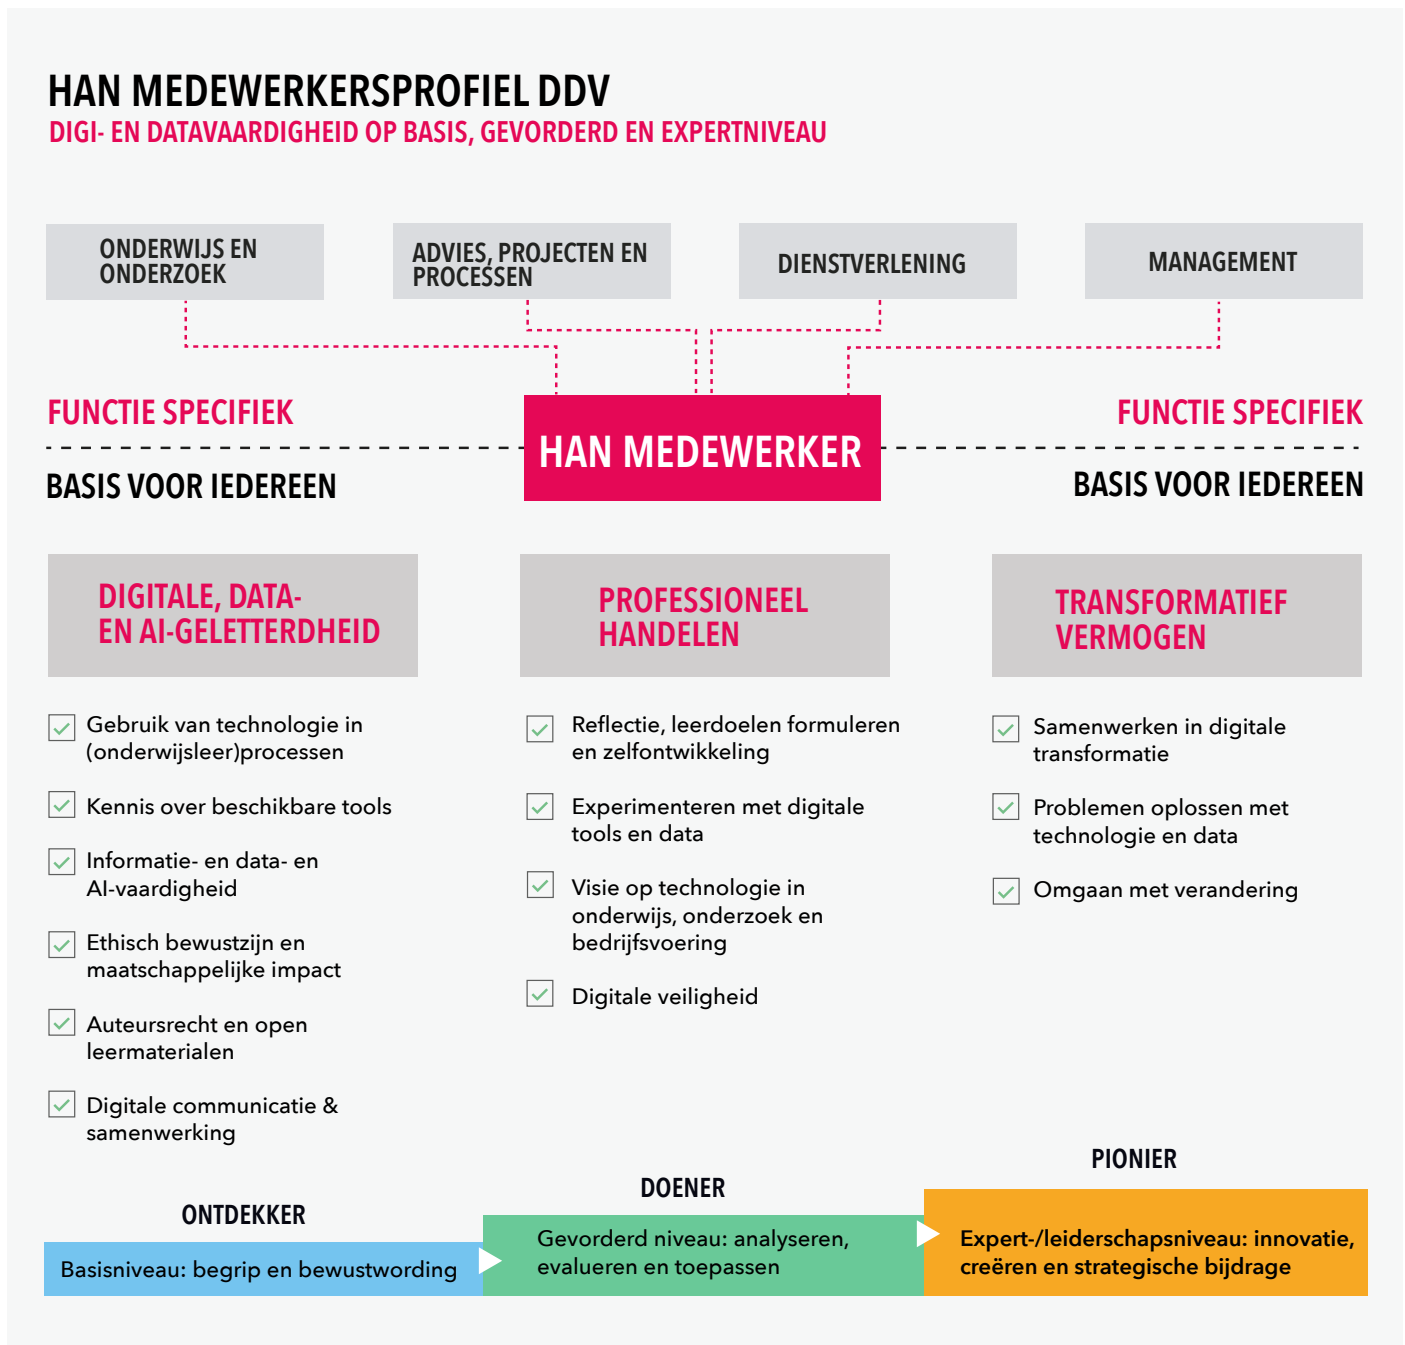 HAN MEDEWERKERSPROFIEL DDV
DIGI- EN DATAVAARDIGHEID OP BASIS, GEVORDERD EN EXPERTNIVEAU
ONDERWIJS EN
ONDERZOEK
ADVIES, PROJECTEN EN
PROCESSEN
DIENSTVERLENING
MANAGEMENT
FUNCTIE SPECIFIEK
FUNCTIE SPECIFIEK
HAN MEDEWERKER
BASIS VOOR IEDEREEN
BASIS VOOR IEDEREEN
DIGITALE, DATA-
EN AI-GELETTERDHEID
Gebruik van technologie in
(onderwijsleer)processen
Kennis over beschikbare tools
Informatie- en data- en
AI-vaardigheid
Ethisch bewustzijn en
maatschappelijke impact
Auteursrecht en open
leermaterialen
Digitale communicatie &
samenwerking
PROFESSIONEEL
HANDELEN
Reflectie, leerdoelen formuleren
en zelfontwikkeling
Experimenteren met digitale
tools en data
Visie op technologie in
onderwijs, onderzoek en
bedrijfsvoering
Digitale veiligheid
TRANSFORMATIEF
VERMOGEN
Samenwerken in digitale
transformatie
Problemen oplossen met
technologie en data
Omgaan met verandering
ONTDEKKER
Basisniveau: begrip en bewustwording
DOENER
Gevorderd niveau: analyseren,
evalueren en toepassen
PIONIER
Expert-/leiderschapsniveau: innovatie,
creëren en strategische bijdrage